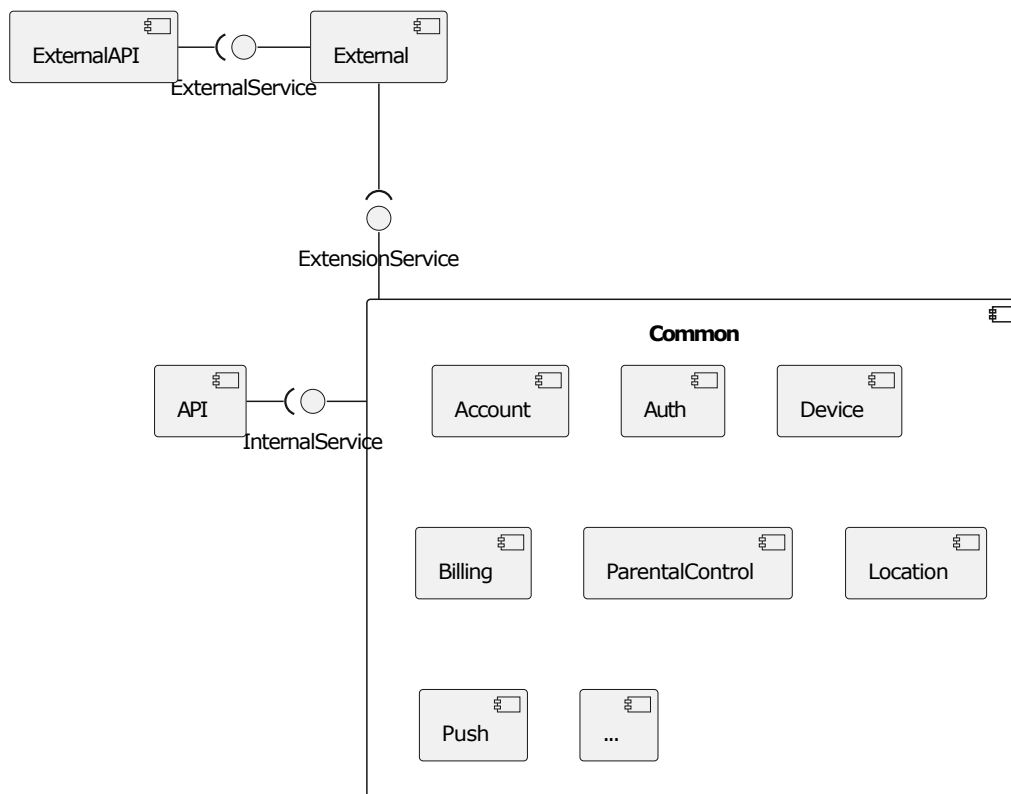 ExternalAPI
External
ExternalService
ExtensionService
Common
API
Account
Auth
Device
InternalService
Billing
ParentalControl
Location
Push
...